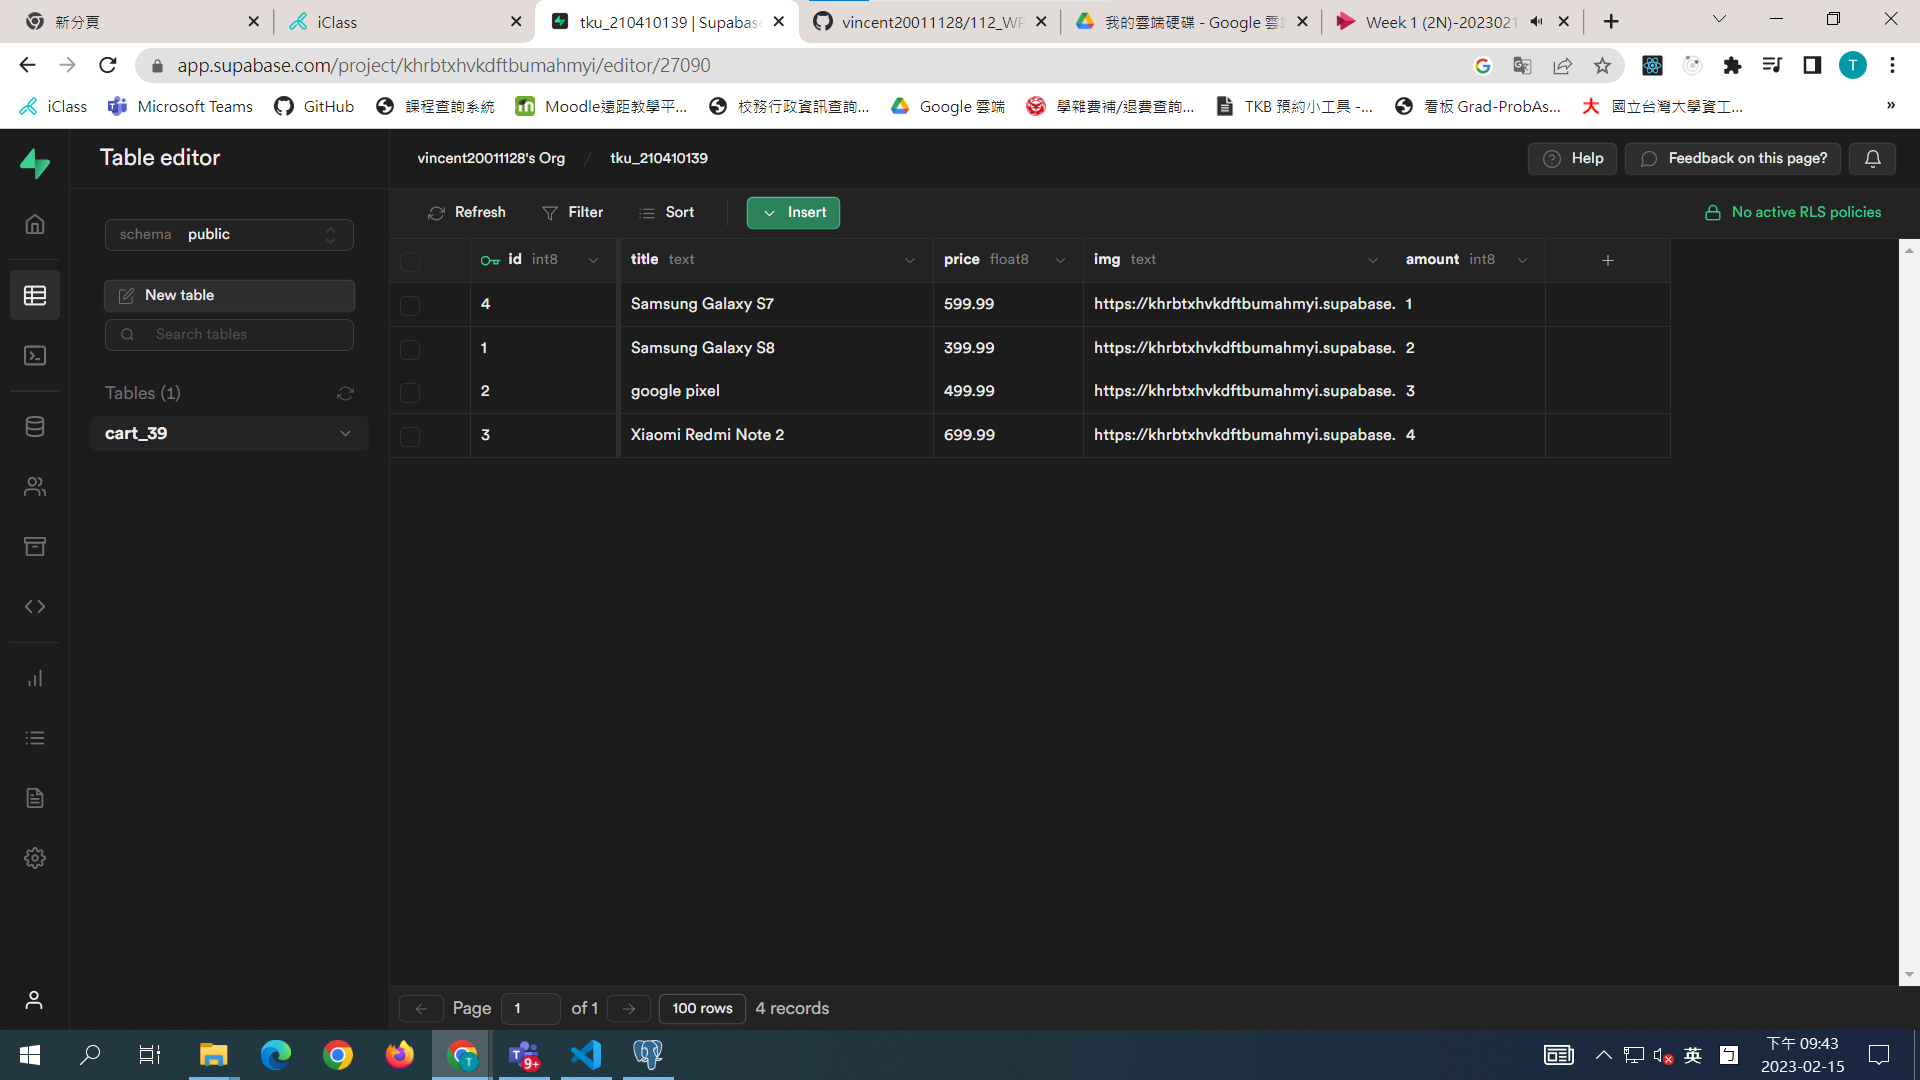 新分頁
iClass
tku_210410139 | Supabase
vincent20011128/112_WP
我的雲端硬碟 - Google 雲端
Week 1 (2N)-2023021
app.supabase.com/project/khrbtxhvkdftbumahmyi/editor/27090
T
iClass
Microsoft Teams
GitHub
課程查詢系統
Moodle遠距教學平...
校務行政資訊查詢...
Google 雲端
學雜費補/退費查詢...
TKB 預約小工具 -...
看板 Grad-ProbAs...
大
國立台灣大學資工...
»
Table editor
vincent20011128's Org / tku_210410139
Help
Feedback on this page?
schema public
Refresh
Filter
Sort
Insert
No active RLS policies
New table
Search tables
Tables (1)
cart_39
id int8 title text price float8 img text amount int8 +
4 Samsung Galaxy S7 599.99 https://khrbtxhvkdftbumahmyi.supabase. 1
1 Samsung Galaxy S8 399.99 https://khrbtxhvkdftbumahmyi.supabase. 2
2 google pixel 499.99 https://khrbtxhvkdftbumahmyi.supabase. 3
3 Xiaomi Redmi Note 2 699.99 https://khrbtxhvkdftbumahmyi.supabase. 4
Page 1 of 1
100 rows
4 records
T
9+
英
ㄅ
下午 09:43
2023-02-15